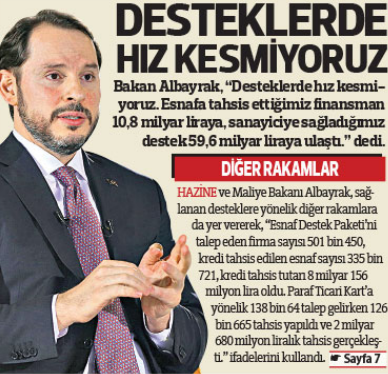 DESTEKLERDE
HIZ KESMİYORUZ
Bakan Albayrak, “Desteklerde hız kesmi-
yoruz. Esnafa tahsis ettiğimiz finansman
10,8 milyar liraya, sanayiciye sağladığımız
destek 59,6 milyar liraya ulaştı.” dedi.
DİĞER RAKAMLAR
HAZİNE ve Maliye Bakanı Albayrak, sağ-
lanan desteklere yönelik diğer rakamlara
da yer vererek, “Esnaf Destek Paketi'ni
talep eden firma sayısı 501 bin 450,
kredi tahsis edilen esnaf sayısı 335 bin
721, kredi tahsis tutarı 8 milyar 156
milyon lira oldu. Paraf Ticari Kart'a
yönelik 138 bin 64 talep gelirken 126
bin 665 tahsis yapıldı ve 2 milyar
680 milyon liralık tahsis gerçekleş-
ti.” ifadelerini kullandı. ☛ Sayfa 7